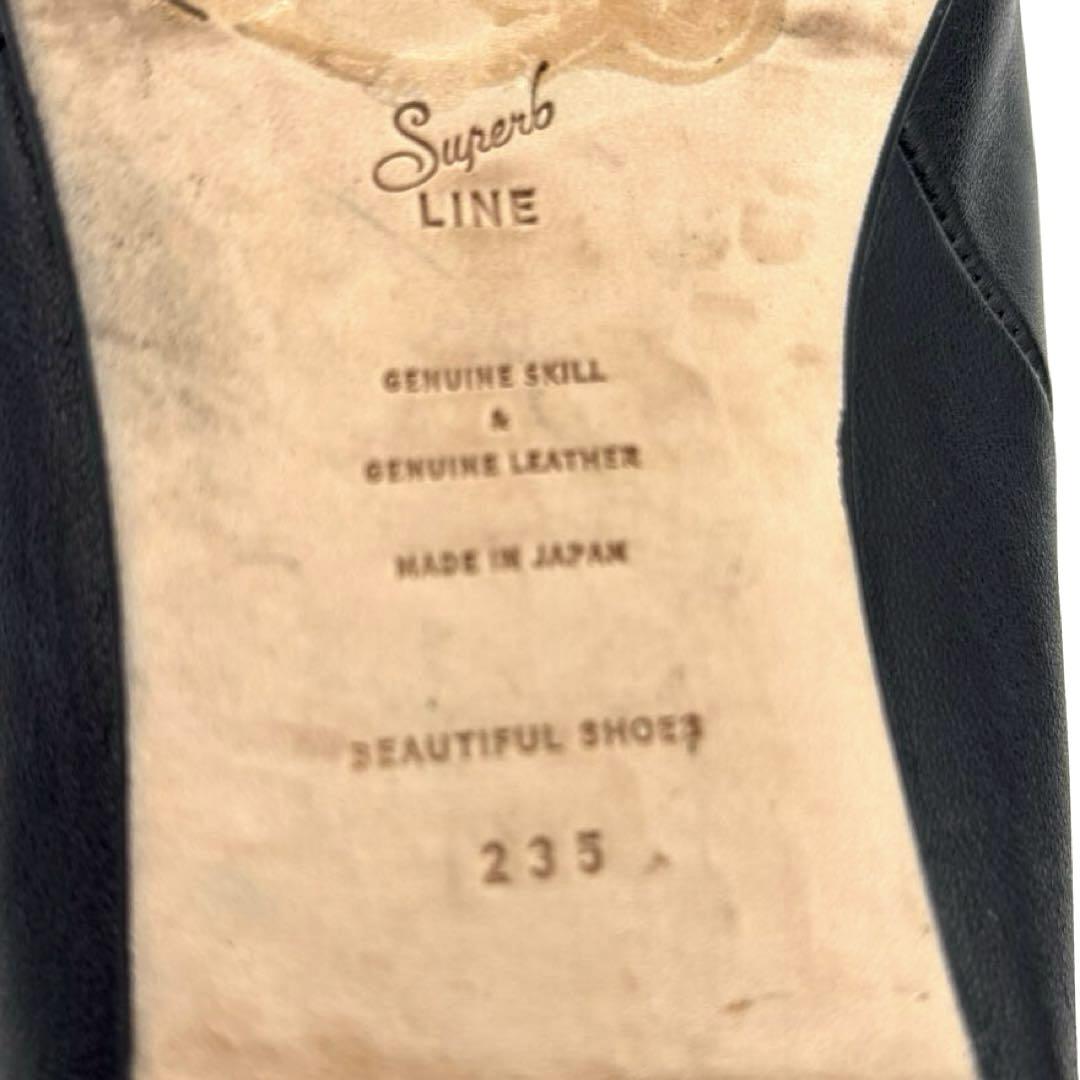 Superb
LINE
GENUINE SKILL
&
GENUINE LEATHER
MADE IN JAPAN
BEAUTIFUL SHOES
235